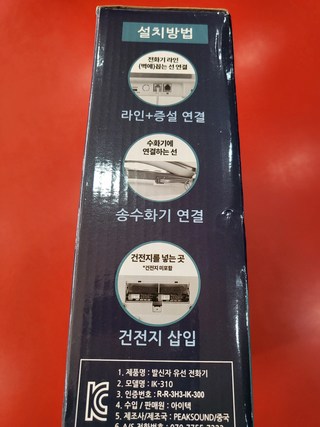 설치방법
전화기 라인
(벽에)꼽는 선 연결
라인+증설 연결
수화기에
연결하는 선
송수화기 연결
건전지를 넣는 곳
*건전지 미포함
건전지 삽입
1. 제품명 : 발신자 유선 전화기
2. 모델명 : IK-310
3. 인증번호 : R-R-3H3-IK-300
4. 수입 / 판매원 : 아이텍
5. 제조사/제조국 : PEAKSOUND/중국